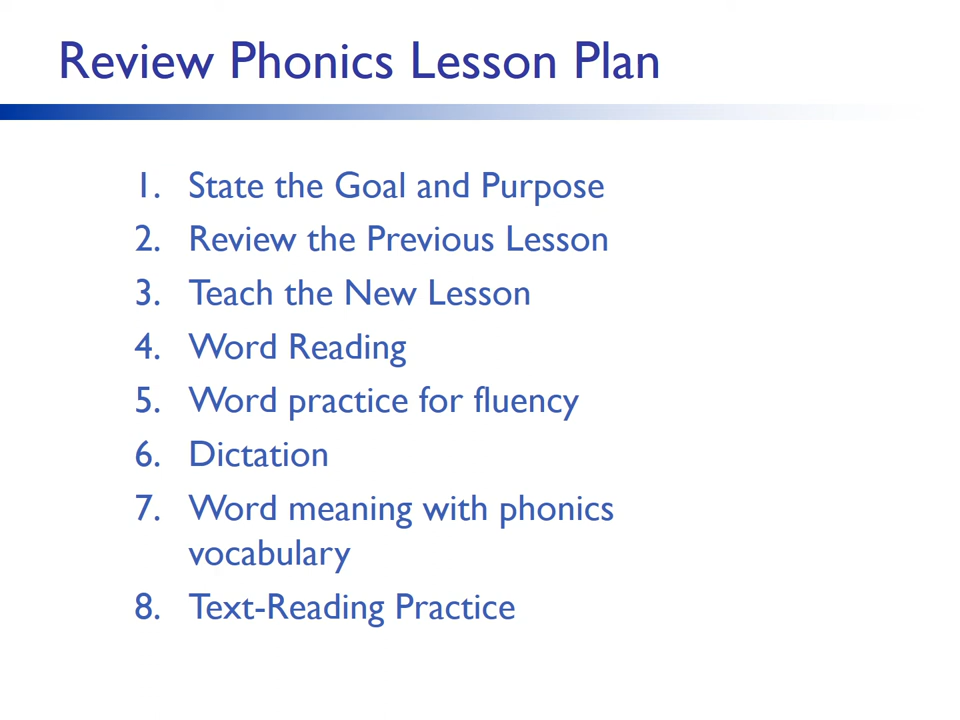 Review Phonics Lesson Plan
1. State the Goal and Purpose
2. Review the Previous Lesson
3. Teach the New Lesson
4. Word Reading
5. Word practice for fluency
6. Dictation
7. Word meaning with phonics
vocabulary
8. Text-Reading Practice